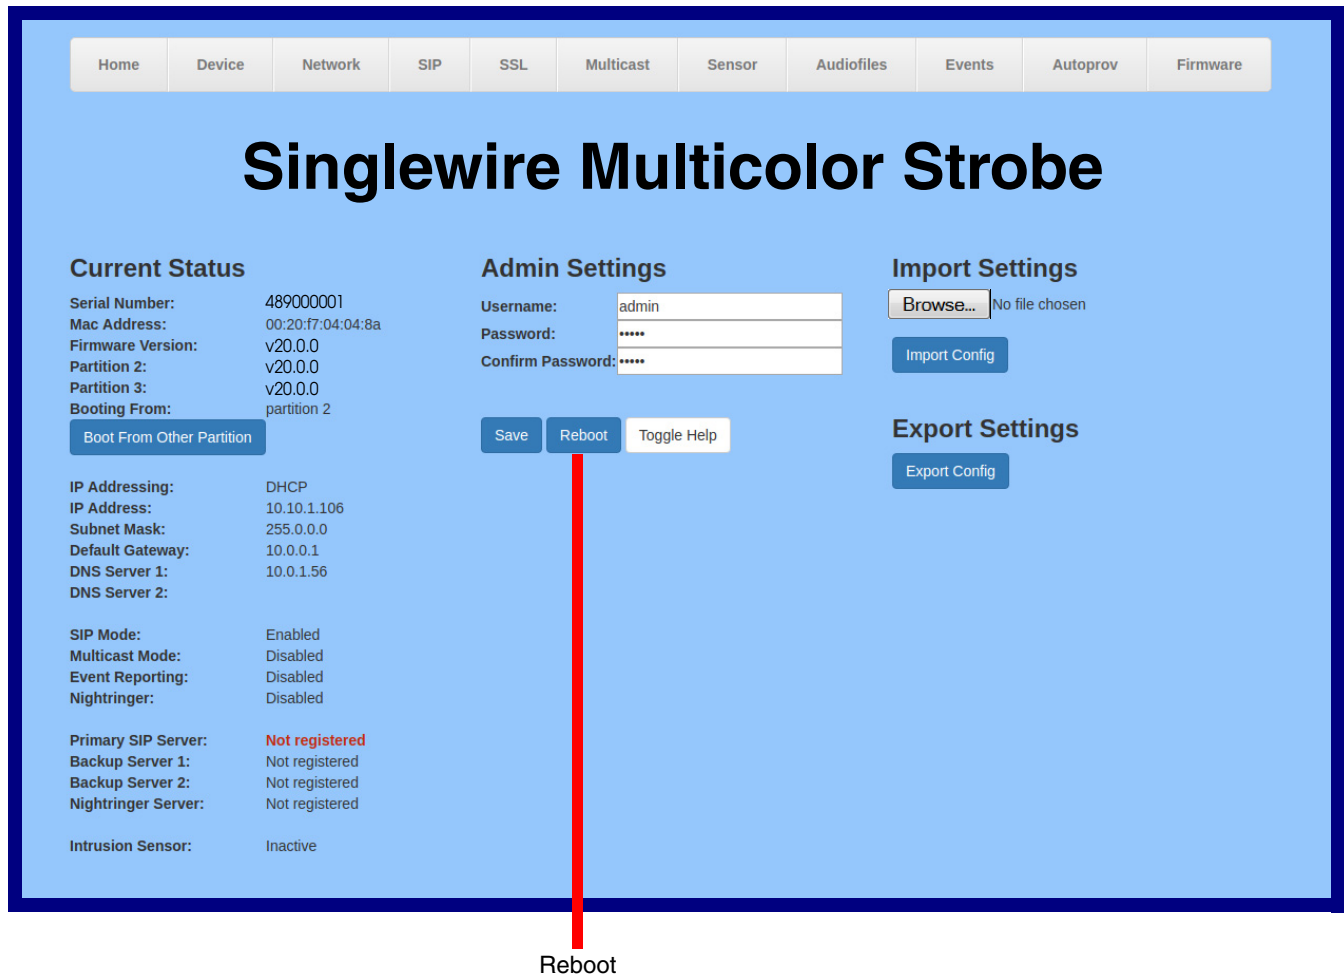 Home Device Network SIP SSL Multicast Sensor Audiofiles Events Autoprov Firmware
Singlewire Multicolor Strobe
Current Status
Serial Number: 489000001
Mac Address: 00:20:f7:04:04:8a
Firmware Version: v20.0.0
Partition 2: v20.0.0
Partition 3: v20.0.0
Booting From: partition 2
Boot From Other Partition
IP Addressing: DHCP
IP Address: 10.10.1.106
Subnet Mask: 255.0.0.0
Default Gateway: 10.0.0.1
DNS Server 1: 10.0.1.56
DNS Server 2:
SIP Mode: Enabled
Multicast Mode: Disabled
Event Reporting: Disabled
Nightringer: Disabled
Primary SIP Server: Not registered
Backup Server 1: Not registered
Backup Server 2: Not registered
Nightringer Server: Not registered
Intrusion Sensor: Inactive
Admin Settings
Username: admin
Password: •••••
Confirm Password: •••••
Save Reboot Toggle Help
Import Settings
Browse... No file chosen
Import Config
Export Settings
Export Config
Reboot